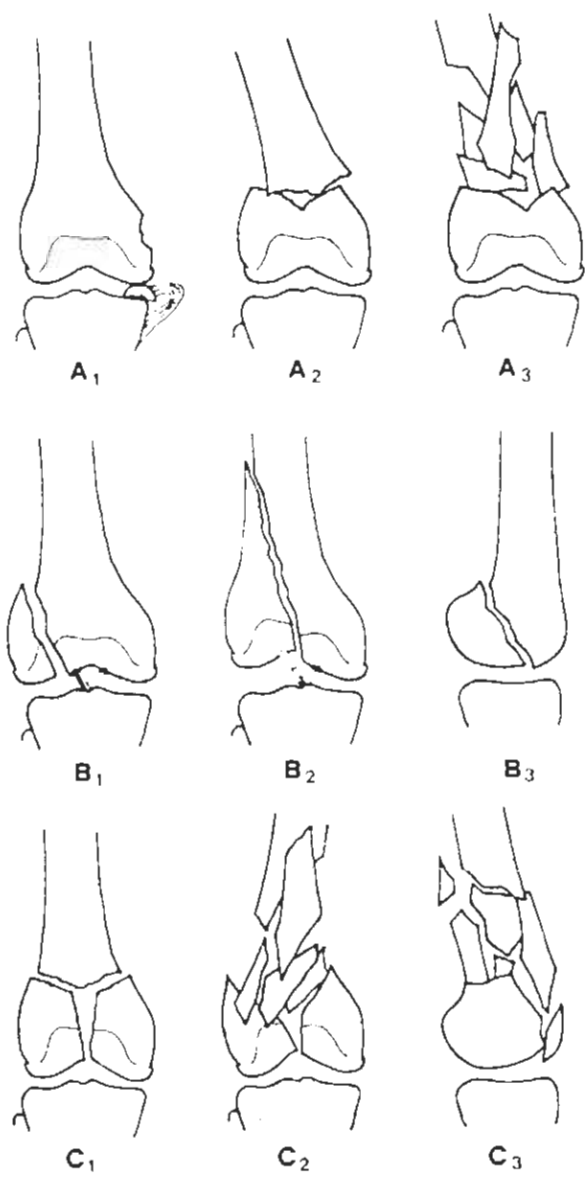 A₁ A₂ A₃
B₁ B₂ B₃
C₁ C₂ C₃